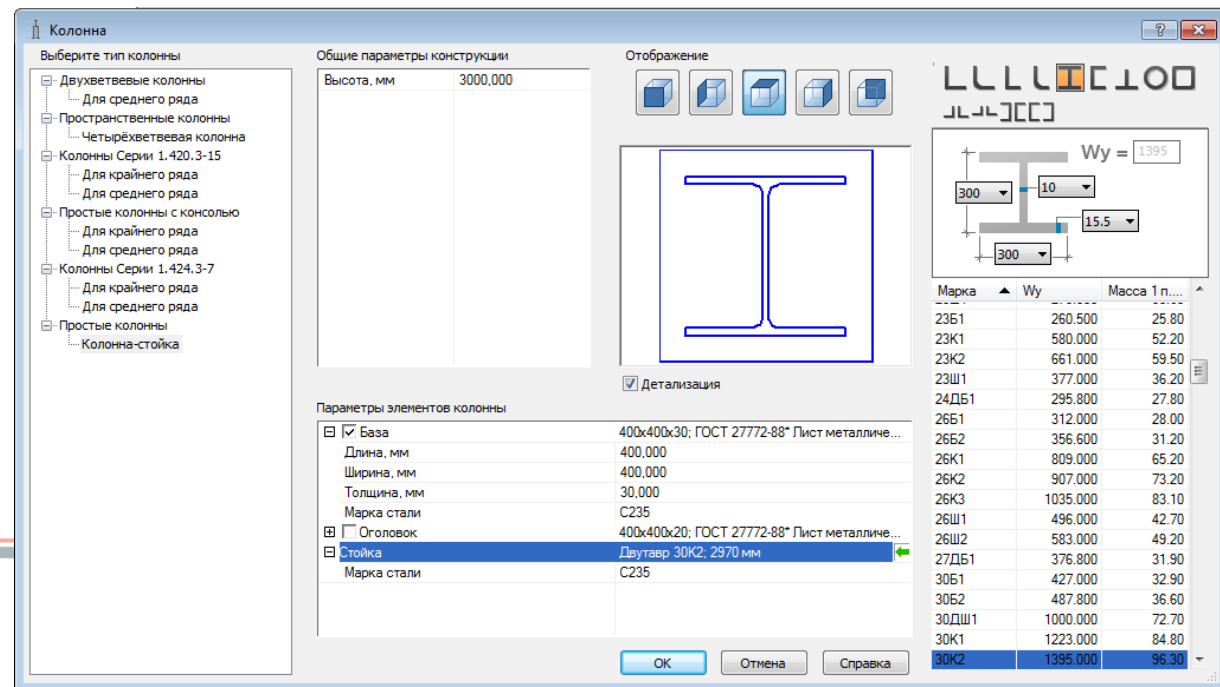 Колонна
Выберите тип колонны
Двухветвевые колонны
Для среднего ряда
Пространственные колонны
Четырёхветвевая колонна
Колонны Серии 1.420.3-15
Для крайнего ряда
Для среднего ряда
Простые колонны с консолью
Для крайнего ряда
Для среднего ряда
Колонны Серии 1.424.3-7
Для крайнего ряда
Для среднего ряда
Простые колонны
Колонна-стойка
Общие параметры конструкции
Высота, мм 3000,000
Отображение
Детализация
Параметры элементов колонны
База 400x400x30; ГОСТ 27772-88* Лист металличе...
Длина, мм 400,000
Ширина, мм 400,000
Толщина, мм 30,000
Марка стали С235
Оголовок 400x400x20; ГОСТ 27772-88* Лист металличе...
Стойка Двутавр 30К2; 2970 мм
Марка стали С235
OK Отмена Справка
Wy = 1395
300 10
15.5
300
Марка Wy Масса 1 п....
23Б1 260.500 25.80
23К1 580.000 52.20
23К2 661.000 59.50
23Ш1 377.000 36.20
24ДБ1 295.800 27.80
26Б1 312.000 28.00
26Б2 356.600 31.20
26К1 809.000 65.20
26К2 907.000 73.20
26К3 1035.000 83.10
26Ш1 496.000 42.70
26Ш2 583.000 49.20
27ДБ1 376.800 31.90
30Б1 427.000 32.90
30Б2 487.800 36.60
30ДШ1 1000.000 72.70
30К1 1223.000 84.80
30К2 1395.000 96.30